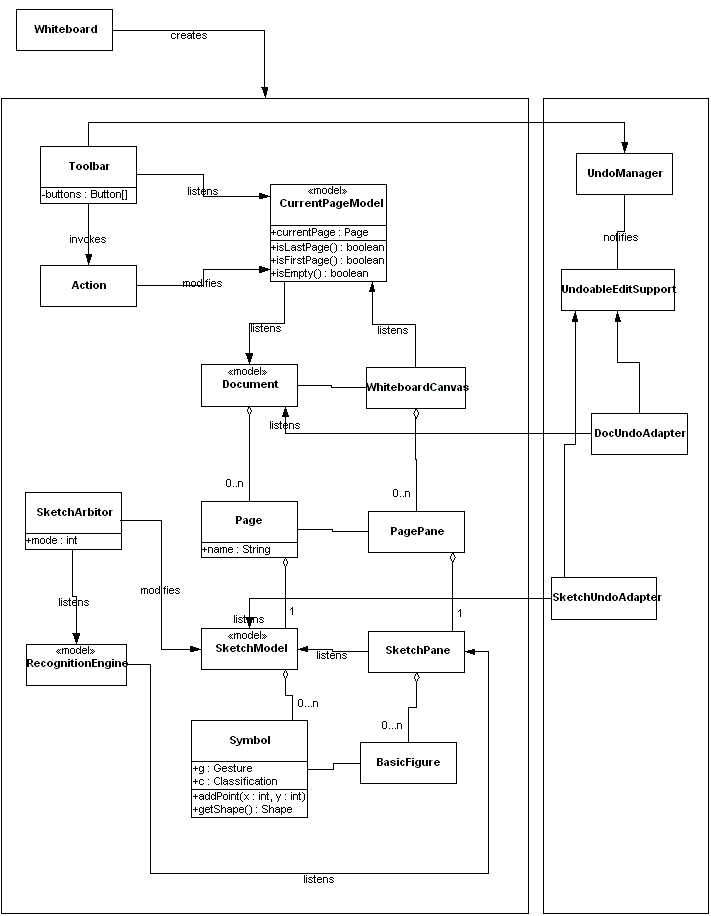 Whiteboard
creates
Toolbar
-buttons : Button[]
listens
«model»
CurrentPageModel
+currentPage : Page
+isLastPage() : boolean
+isFirstPage() : boolean
+isEmpty() : boolean
UndoManager
invokes
notifies
Action
modifies
UndoableEditSupport
listens
listens
«model»
Document
WhiteboardCanvas
listens
DocUndoAdapter
0..n
0..n
SketchArbitor
+mode : int
Page
+name : String
PagePane
modifies
listens
listens
1
1
SketchUndoAdapter
«model»
RecognitionEngine
«model»
SketchModel
listens
SketchPane
0...n
0...n
Symbol
+g : Gesture
+c : Classification
+addPoint(x : int, y : int)
+getShape() : Shape
BasicFigure
listens